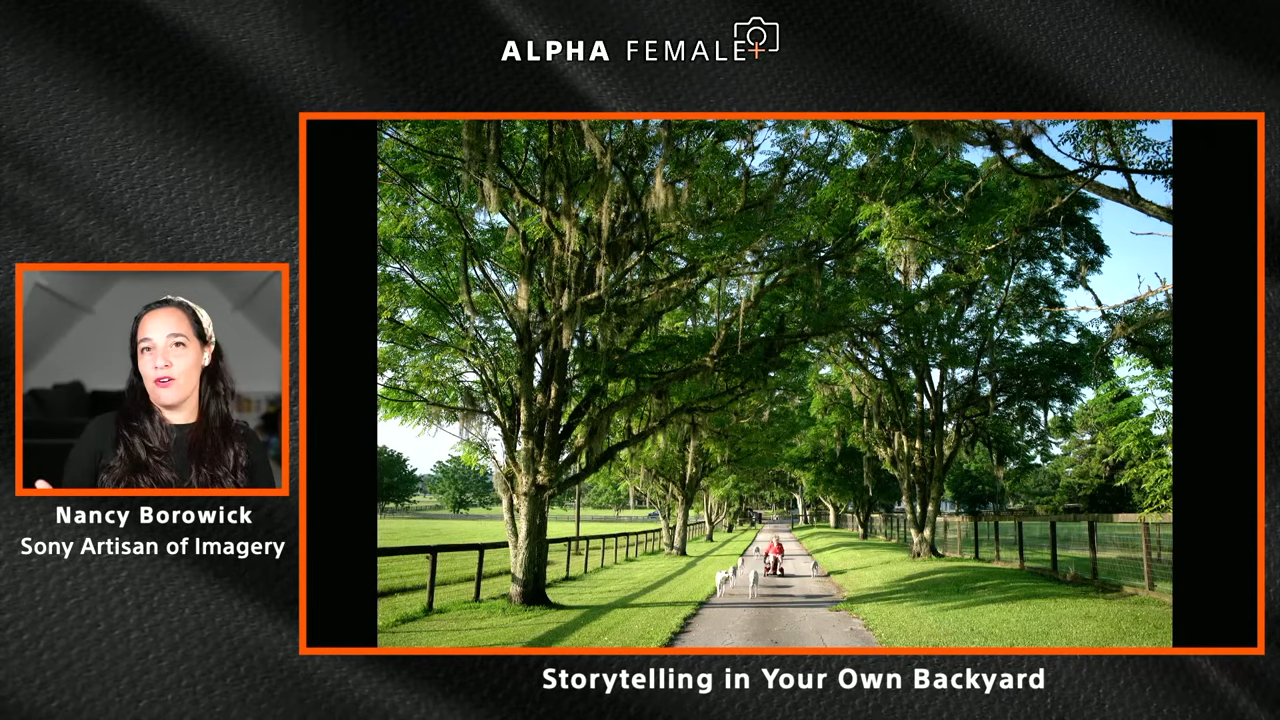 ALPHA FEMALE
Nancy Borowick
Sony Artisan of Imagery
Storytelling in Your Own Backyard